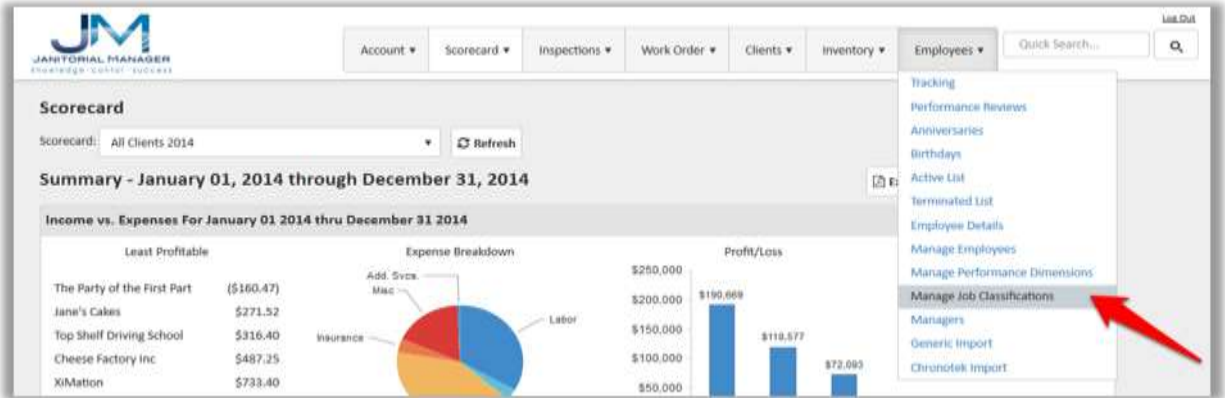 Log Out
JM
JANITORIAL MANAGER
knowledge·control·success
Account ▾ Scorecard ▾ Inspections ▾ Work Order ▾ Clients ▾ Inventory ▾ Employees ▾ Quick Search...
Tracking
Performance Reviews
Anniversaries
Birthdays
Active List
Terminated List
Employee Details
Manage Employees
Manage Performance Dimensions
Manage Job Classifications
Managers
Generic Import
Chronotek Import
Scorecard
Scorecard: All Clients 2014 ▾ Refresh
Summary - January 01, 2014 through December 31, 2014
Income vs. Expenses For January 01 2014 thru December 31 2014
Least Profitable
The Party of the First Part ($160.47)
Jane's Cakes $271.52
Top Shelf Driving School $316.40
Cheese Factory Inc $487.25
XiMation $733.40
Expense Breakdown
Add. Svcs.
Misc
Insurance
Labor
Profit/Loss
$250,000
$200,000
$150,000
$100,000
$50,000
$190,669
$118,577
$72,093